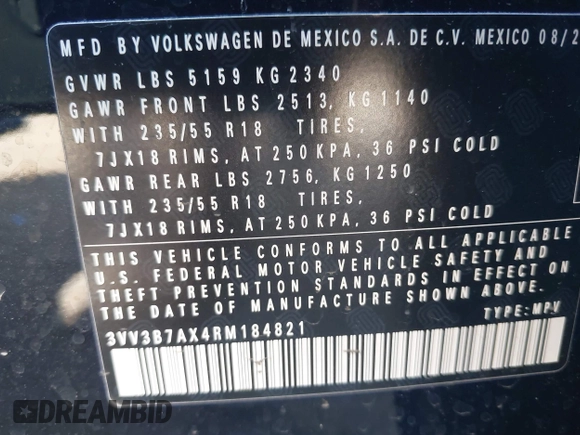 MFD BY VOLKSWAGEN DE MEXICO S.A. DE C.V. MEXICO 08/2
GVWR LBS 5159 KG 2340
GAWR FRONT LBS 2513, KG 1140
WITH 235/55 R18 TIRES,
7JX18 RIMS, AT 250 KPA, 36 PSI COLD
GAWR REAR LBS 2756, KG 1250
WITH 235/55 R18 TIRES,
7JX18 RIMS, AT 250 KPA, 36 PSI COLD
THIS VEHICLE CONFORMS TO ALL APPLICABLE
U.S. FEDERAL MOTOR VEHICLE SAFETY AND
THEFT PREVENTION STANDARDS IN EFFECT ON
THE DATE OF MANUFACTURE SHOWN ABOVE.
3VV3B7AX4RM184821 TYPE: MPV
DREAMBID